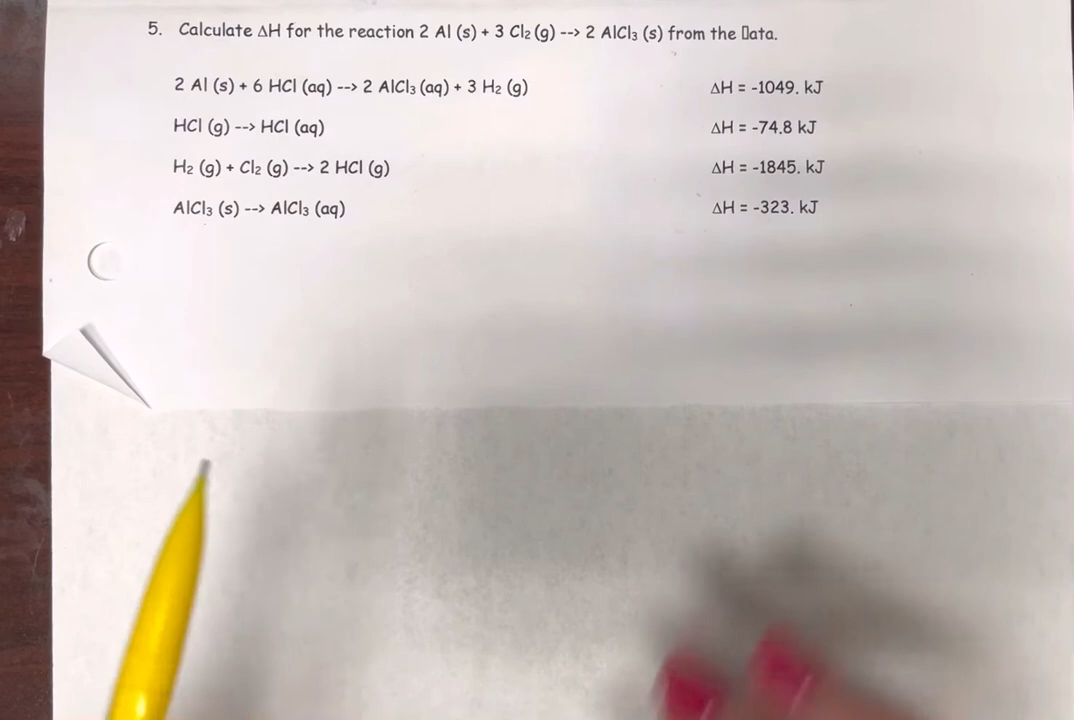 5. Calculate ΔH for the reaction 2 Al (s) + 3 Cl₂ (g) --> 2 AlCl₃ (s) from the ▯ata.
2 Al (s) + 6 HCl (aq) --> 2 AlCl₃ (aq) + 3 H₂ (g) ΔH = -1049. kJ
HCl (g) --> HCl (aq) ΔH = -74.8 kJ
H₂ (g) + Cl₂ (g) --> 2 HCl (g) ΔH = -1845. kJ
AlCl₃ (s) --> AlCl₃ (aq) ΔH = -323. kJ